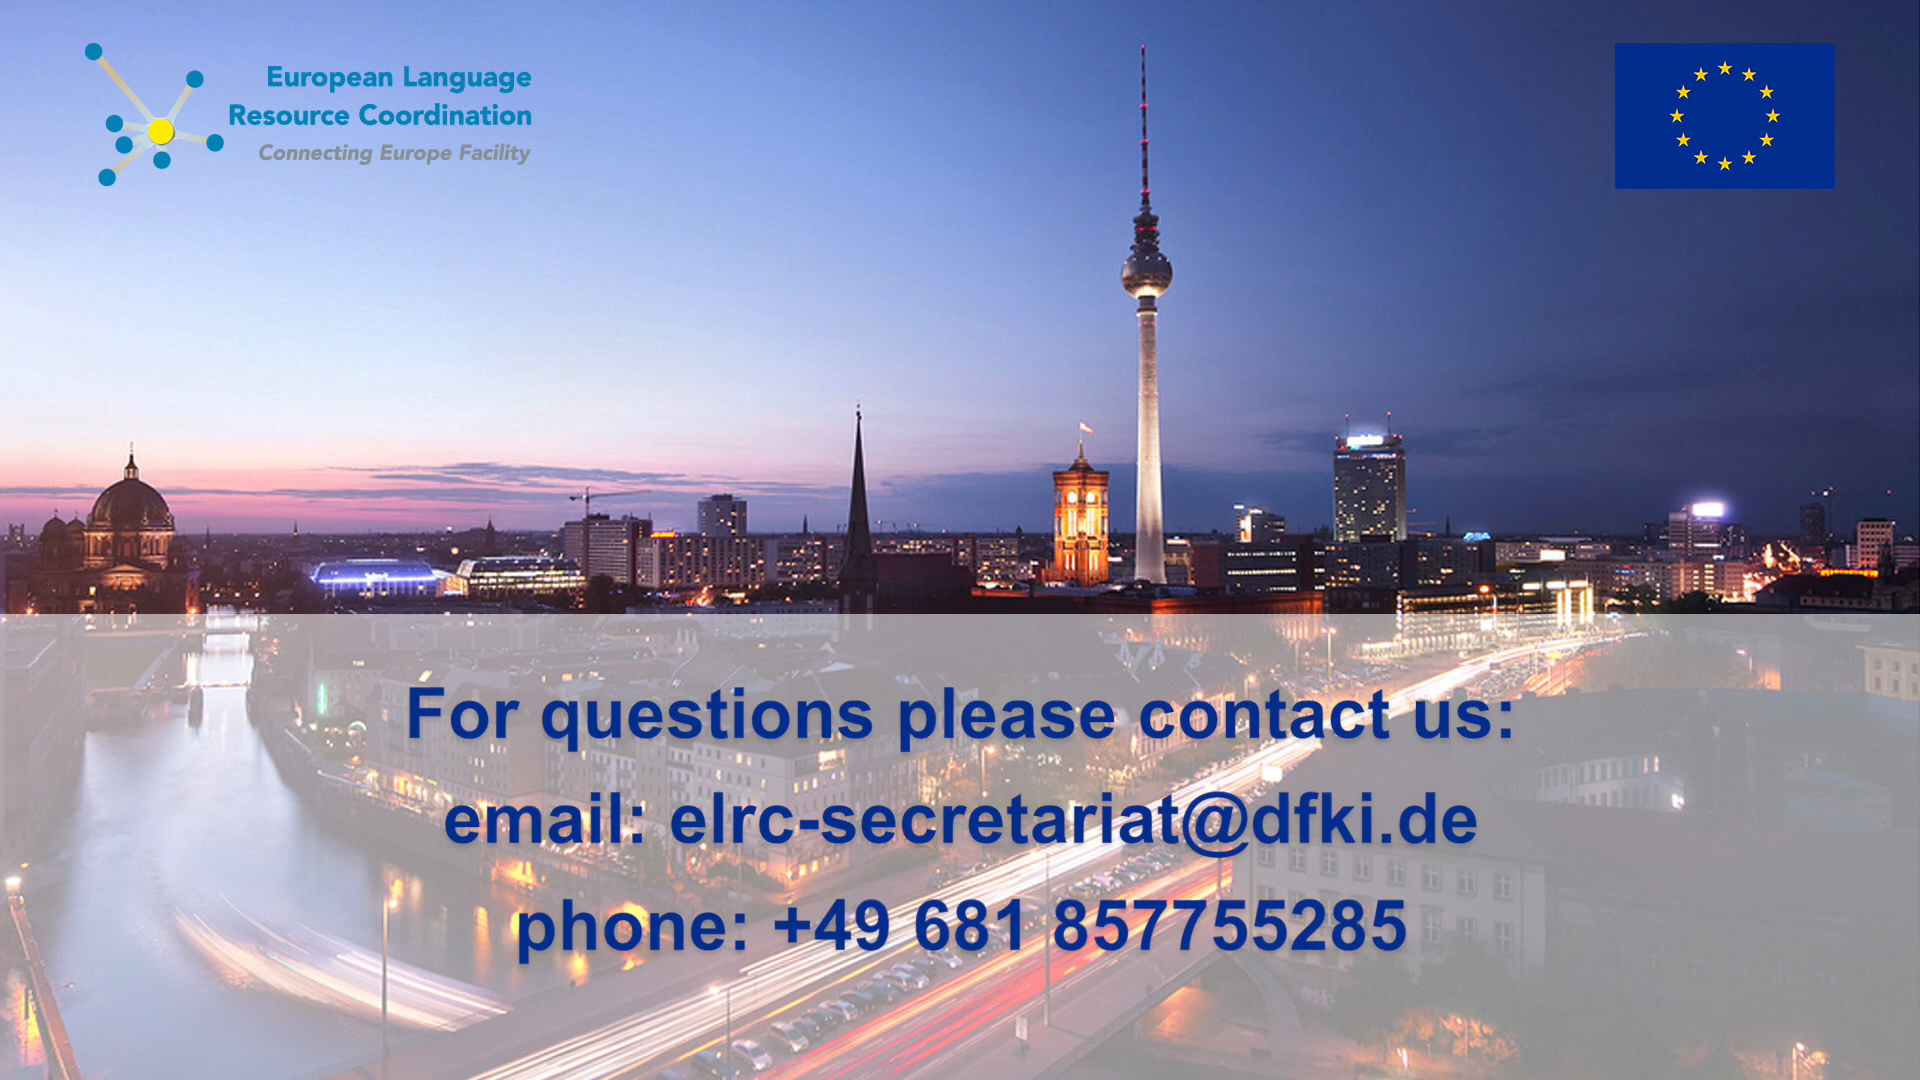 European Language
Resource Coordination
Connecting Europe Facility
For questions please contact us:
email: elrc-secretariat@dfki.de
phone: +49 681 857755285